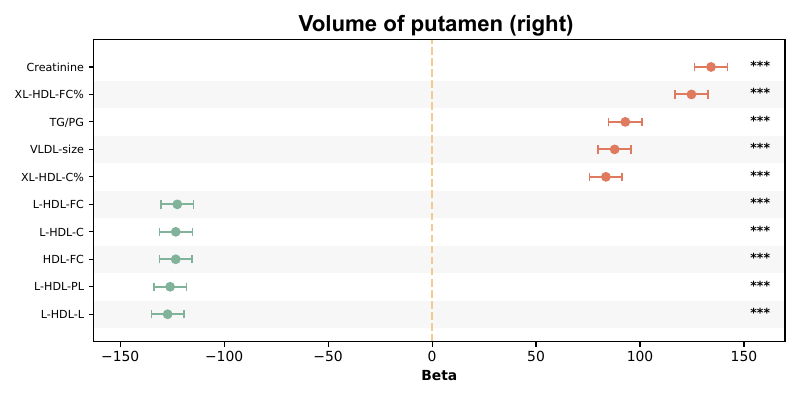 Volume of putamen (right)
Creatinine ***
XL-HDL-FC% ***
TG/PG ***
VLDL-size ***
XL-HDL-C% ***
L-HDL-FC ***
L-HDL-C ***
HDL-FC ***
L-HDL-PL ***
L-HDL-L ***
−150 −100 −50 0 50 100 150
Beta